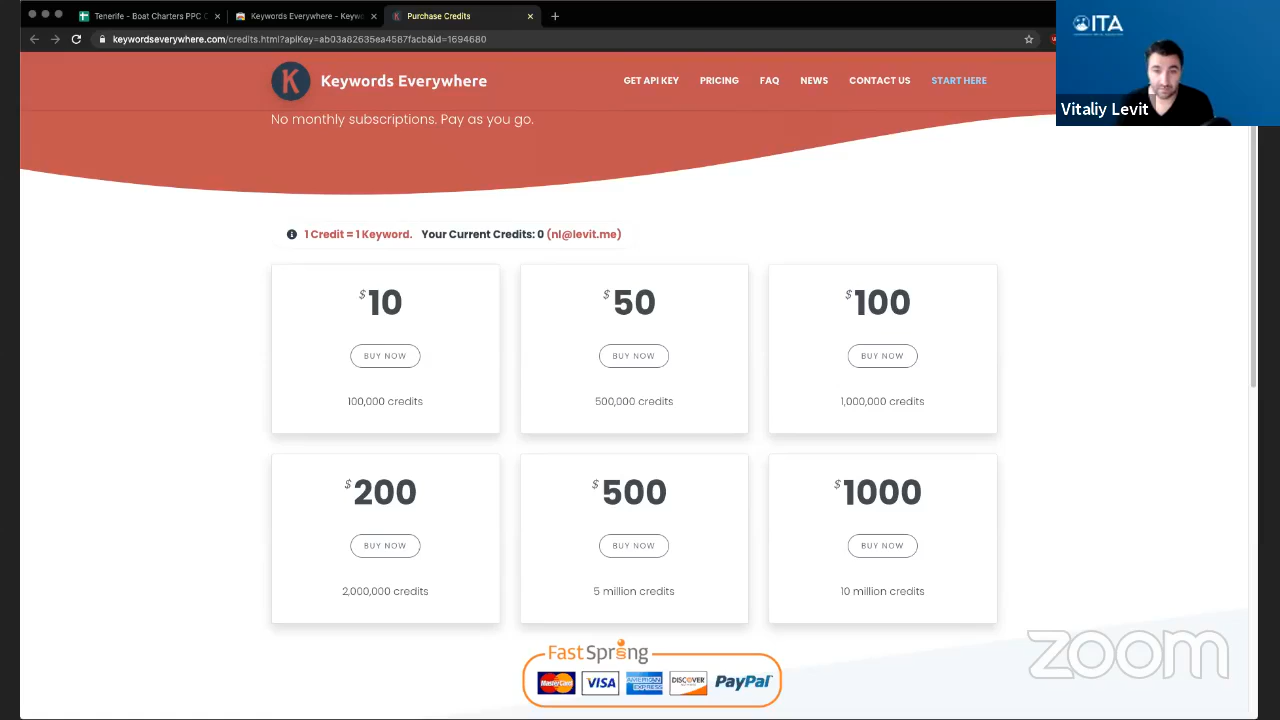 Tenerife - Boat Charters PPC
Keywords Everywhere - Keyw
Purchase Credits
ITA
keywordseverywhere.com/credits.html?apiKey=ab03a82635e4587facb&id=1694680
K
Keywords Everywhere
GET API KEY
PRICING
FAQ
NEWS
CONTACT US
START HERE
Vitaliy Levit
No monthly subscriptions. Pay as you go.
1 Credit = 1 Keyword. Your Current Credits: 0 (nl@levit.me)
$10
$50
$100
BUY NOW
BUY NOW
BUY NOW
100,000 credits
500,000 credits
1,000,000 credits
$200
$500
$1000
BUY NOW
BUY NOW
BUY NOW
2,000,000 credits
5 million credits
10 million credits
FastSpring
MasterCard
VISA
AMERICAN EXPRESS
DISCOVER
PayPal
zoom